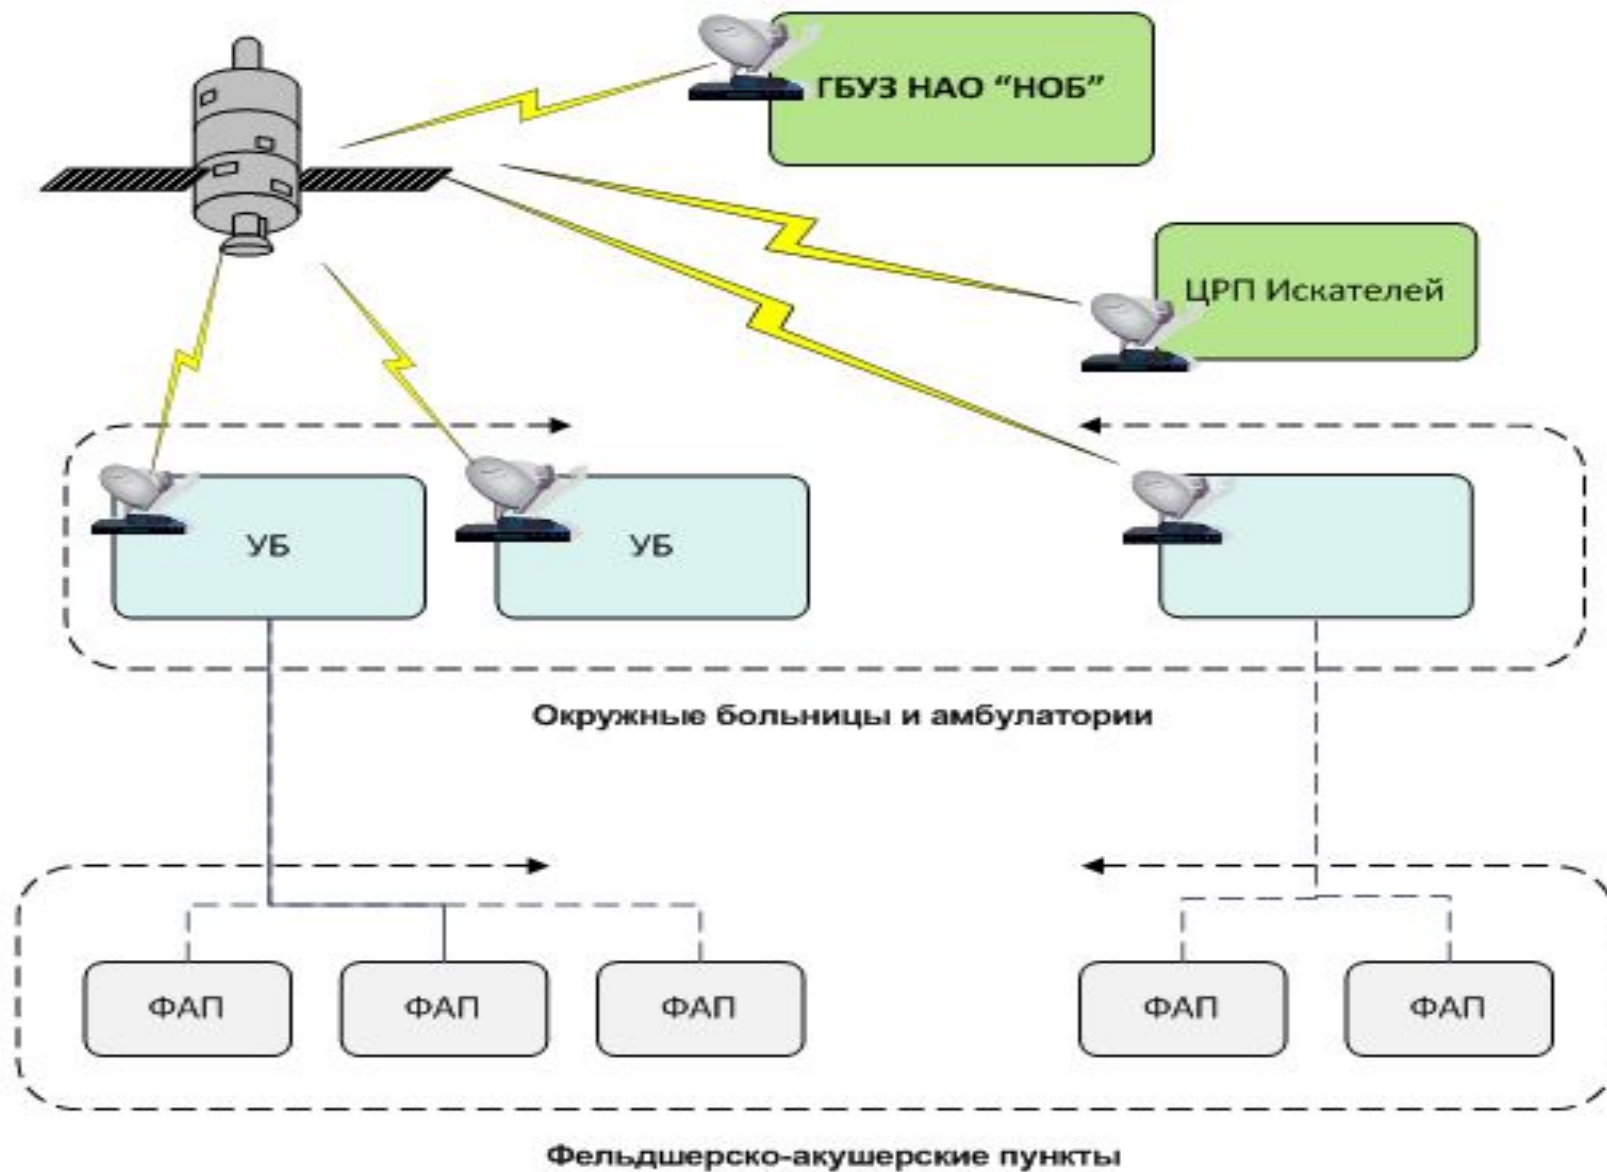 ГБУЗ НАО “НОБ”
ЦРП Искателей
УБ
УБ
Окружные больницы и амбулатории
ФАП
ФАП
ФАП
ФАП
ФАП
Фельдшерско-акушерские пункты